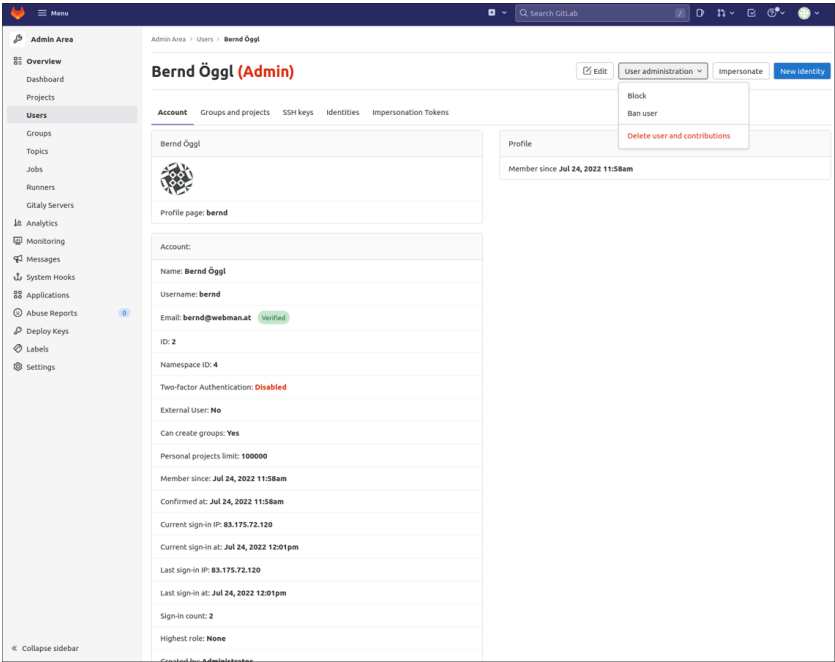 Menu
Search GitLab
/
Admin Area
Admin Area > Users > Bernd Öggl
Overview
Dashboard
Projects
Users
Groups
Topics
Jobs
Runners
Gitaly Servers
Analytics
Monitoring
Messages
System Hooks
Applications
Abuse Reports 0
Deploy Keys
Labels
Settings
« Collapse sidebar
Bernd Öggl (Admin)
Edit
User administration
Impersonate
New identity
Block
Ban user
Delete user and contributions
Account Groups and projects SSH keys Identities Impersonation Tokens
Bernd Öggl
Profile page: bernd
Account:
Name: Bernd Öggl
Username: bernd
Email: bernd@webman.at Verified
ID: 2
Namespace ID: 4
Two-factor Authentication: Disabled
External User: No
Can create groups: Yes
Personal projects limit: 100000
Member since: Jul 24, 2022 11:58am
Confirmed at: Jul 24, 2022 11:58am
Current sign-in IP: 83.175.72.120
Current sign-in at: Jul 24, 2022 12:01pm
Last sign-in IP: 83.175.72.120
Last sign-in at: Jul 24, 2022 12:01pm
Sign-in count: 2
Highest role: None
Created by: Administrator
Profile
Member since Jul 24, 2022 11:58am